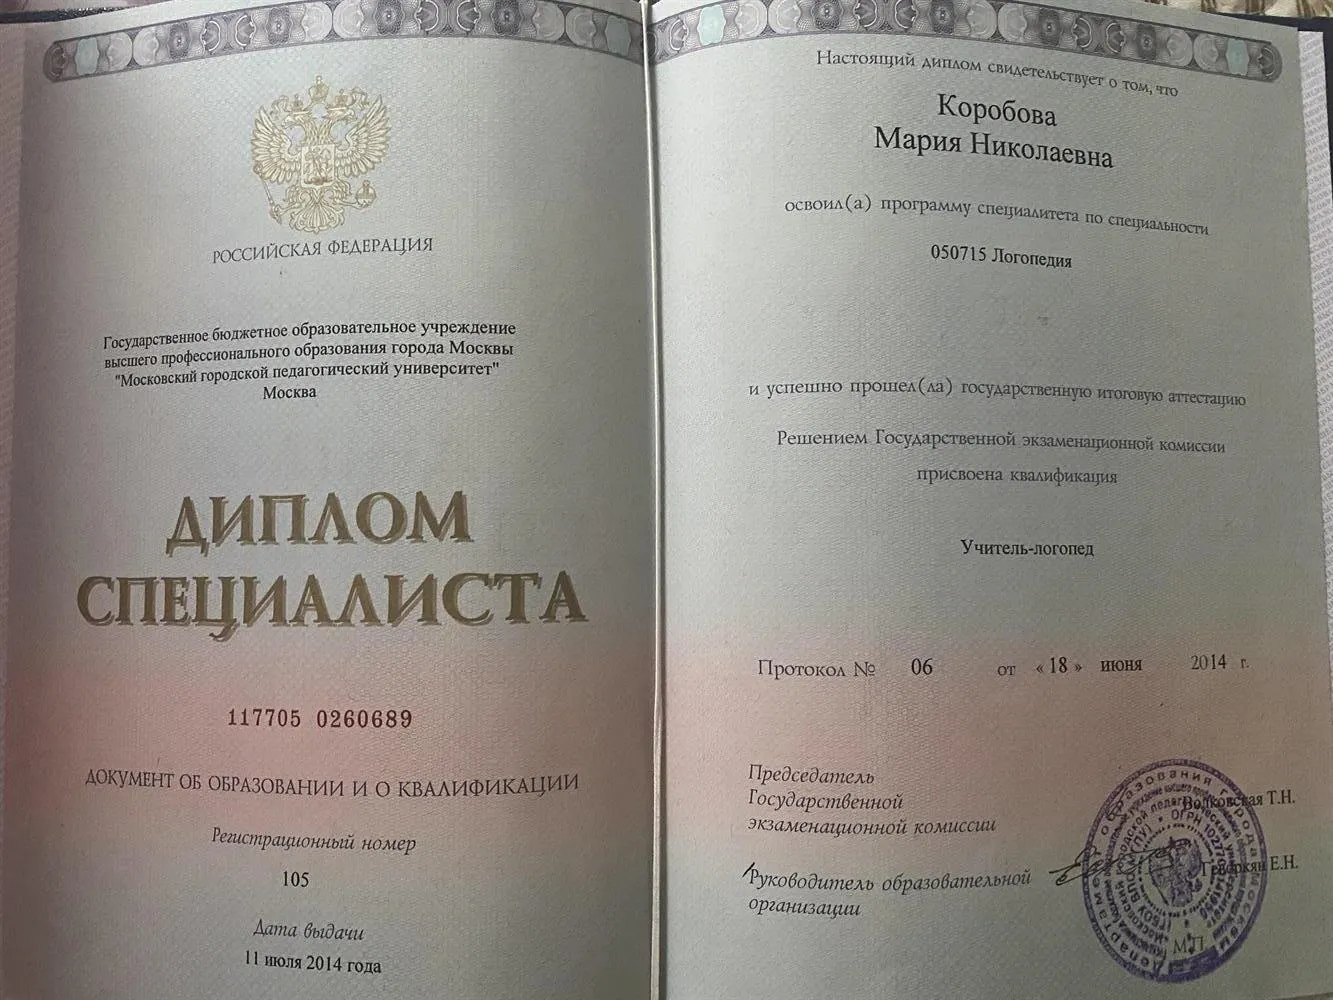 РОССИЙСКАЯ ФЕДЕРАЦИЯ
Государственное бюджетное образовательное учреждение
высшего профессионального образования города Москвы
"Московский городской педагогический университет"
Москва
ДИПЛОМ
СПЕЦИАЛИСТА
117705 0260689
ДОКУМЕНТ ОБ ОБРАЗОВАНИИ И О КВАЛИФИКАЦИИ
Регистрационный номер
105
Дата выдачи
11 июля 2014 года
Настоящий диплом свидетельствует о том, что
Коробова
Мария Николаевна
освоил(а) программу специалитета по специальности
050715 Логопедия
и успешно прошел(ла) государственную итоговую аттестацию
Решением Государственной экзаменационной комиссии
присвоена квалификация
Учитель-логопед
Протокол № 06 от «18» июня 2014 г.
Председатель
Государственной
экзаменационной комиссии
Волковская Т.Н.
Руководитель образовательной
организации
Геворкян Е.Н.
М.П.